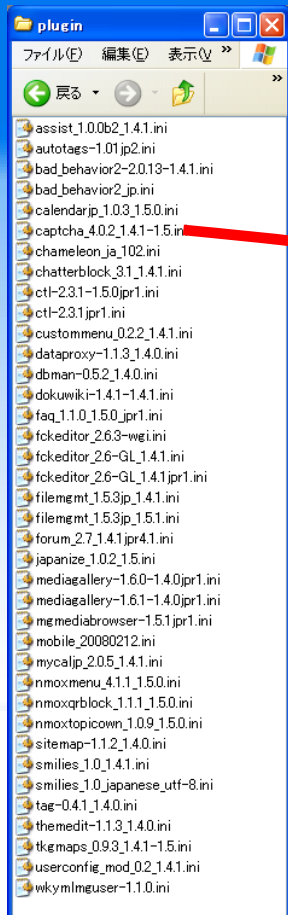 plugin
ファイル(F) 編集(E) 表示(V »
戻る »
assist_1.0.0b2_1.4.1.ini
autotags-1.01jp2.ini
bad_behavior2-2.0.13-1.4.1.ini
bad_behavior2_jp.ini
calendarjp_1.0.3_1.5.0.ini
captcha_4.0.2_1.4.1-1.5.in
chameleon_ja_102.ini
chatterblock_3.1_1.4.1.ini
ctl-2.3.1-1.5.0jpr1.ini
ctl-2.3.1jpr1.ini
custommenu_0.2.2_1.4.1.ini
dataproxy-1.1.3_1.4.0.ini
dbman-0.5.2_1.4.0.ini
dokuwiki-1.4.1-1.4.1.ini
faq_1.1.0_1.5.0_jpr1.ini
fckeditor_2.6.3-wgi.ini
fckeditor_2.6-GL_1.4.1.ini
fckeditor_2.6-GL_1.4.1jpr1.ini
filemgmt_1.5.3jp_1.4.1.ini
filemgmt_1.5.3jp_1.5.1.ini
forum_2.7_1.4.1jpr4.1.ini
japanize_1.0.2_1.5.ini
mediagallery-1.6.0-1.4.0jpr1.ini
mediagallery-1.6.1-1.4.0jpr1.ini
mgmediabrowser-1.5.1jpr1.ini
mobile_20080212.ini
mycaljp_2.0.5_1.4.1.ini
nmoxmenu_4.1.1_1.5.0.ini
nmoxqrblock_1.1.1_1.5.0.ini
nmoxtopicown_1.0.9_1.5.0.ini
sitemap-1.1.2_1.4.0.ini
smilies_1.0_1.4.1.ini
smilies_1.0_japanese_utf-8.ini
tag-0.4.1_1.4.0.ini
themedit-1.1.3_1.4.0.ini
tkgmaps_0.9.3_1.4.1-1.5.ini
userconfig_mod_0.2_1.4.1.ini
wkymlmguser-1.1.0.ini